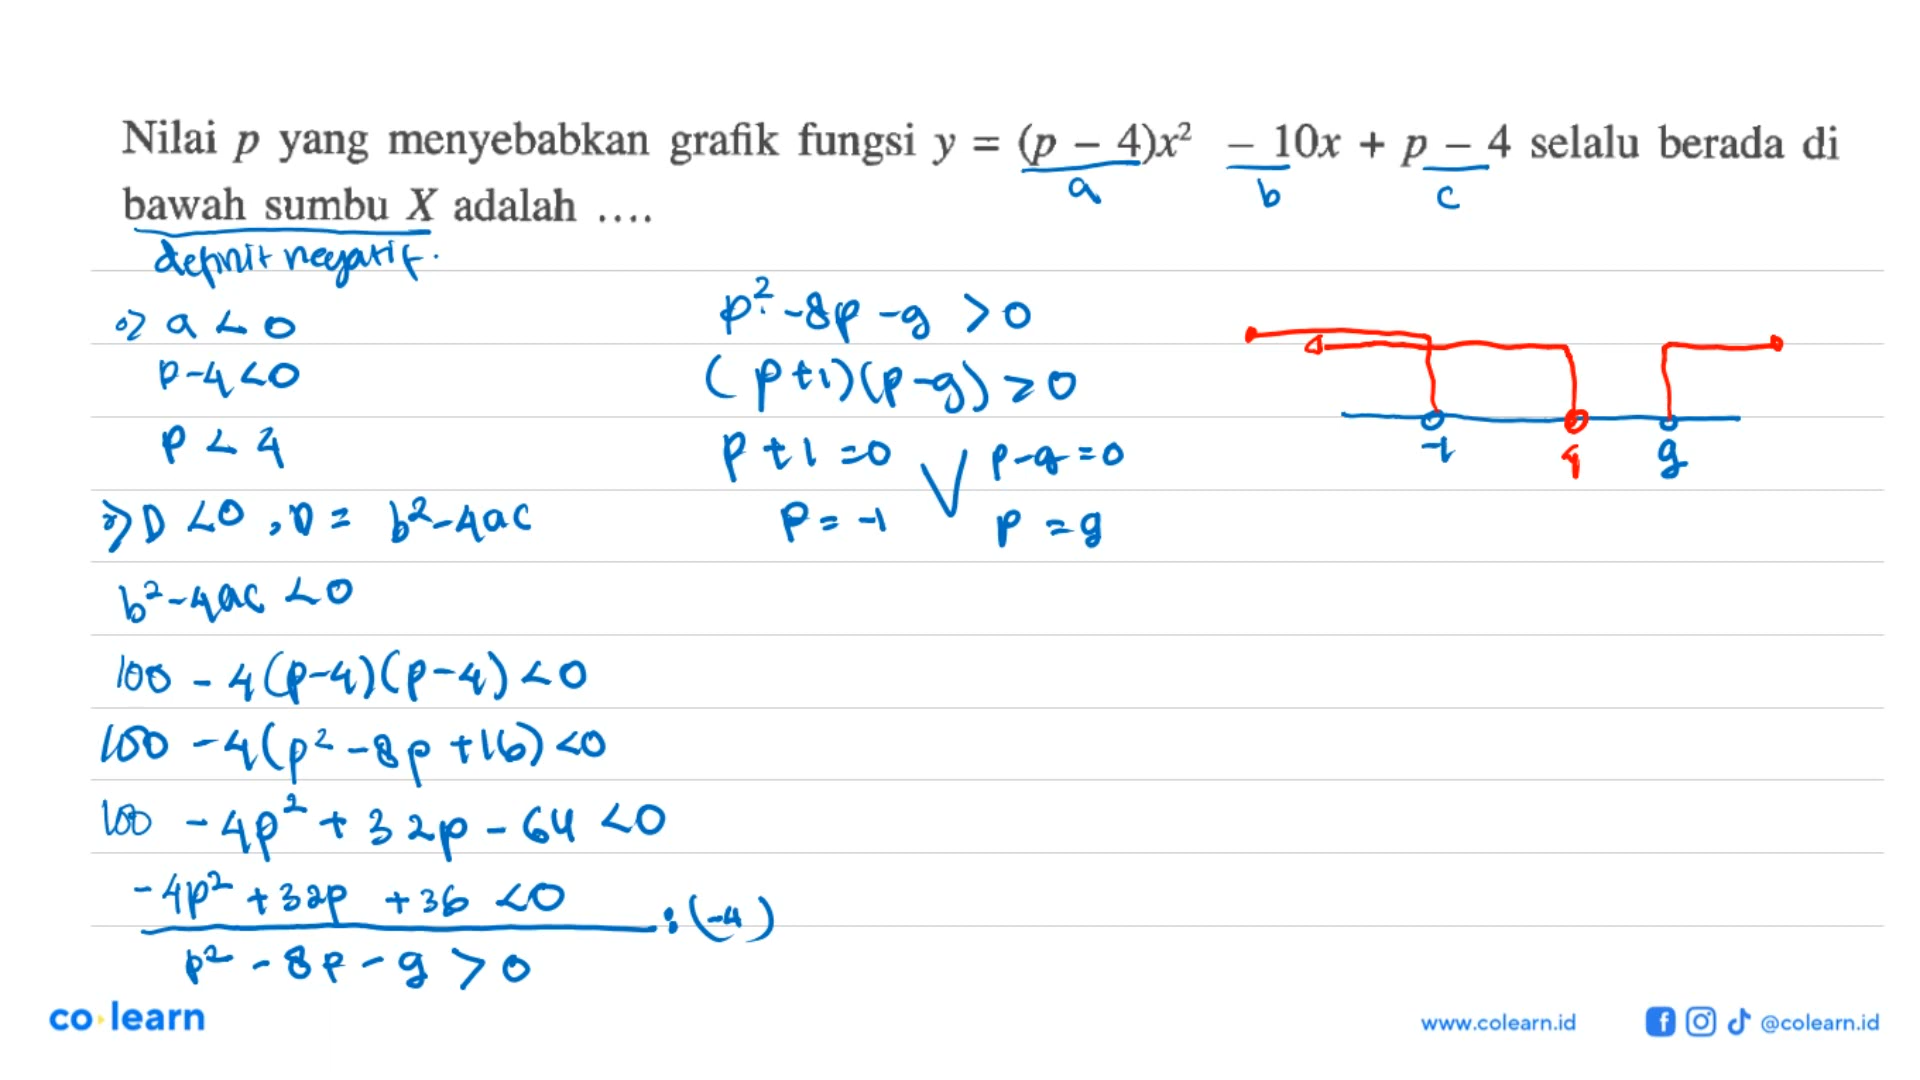 Nilai p yang menyebabkan grafik fungsi y = (p − 4)x² − 10x + p − 4 selalu berada di
a b c
bawah sumbu X adalah ....
definit negatif.
1) a < 0
p-4 < 0
p < 4
2) D < 0, D = b²-4ac
b²-4ac < 0
100 - 4(p-4)(p-4) < 0
100 - 4(p² - 8p + 16) < 0
100 - 4p² + 32p - 64 < 0
-4p² + 32p + 36 < 0 : (-4)
p² - 8p - 9 > 0
p² - 8p - 9 > 0
(p+1)(p-9) > 0
p+1 = 0 V p-9 = 0
p = -1 p = 9
-1 4 9
co learn
www.colearn.id @colearn.id